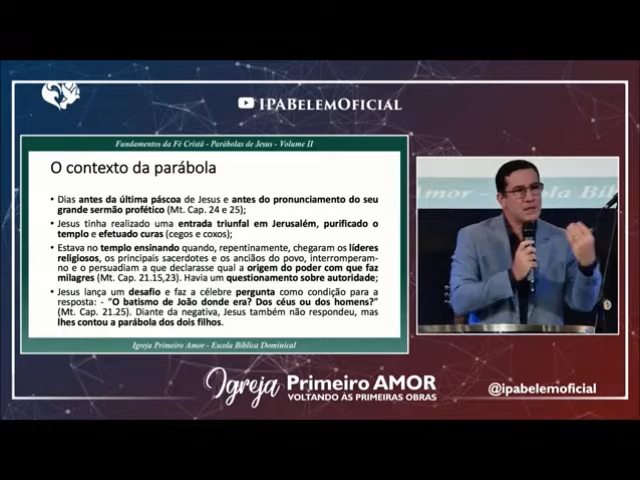 IPABelemOficial
Fundamentos da Fé Cristã - Parábolas de Jesus - Volume II
O contexto da parábola
• Dias antes da última páscoa de Jesus e antes do pronunciamento do seu
grande sermão profético (Mt. Cap. 24 e 25);
• Jesus tinha realizado uma entrada triunfal em Jerusalém, purificado o
templo e efetuado curas (cegos e coxos);
• Estava no templo ensinando quando, repentinamente, chegaram os líderes
religiosos, os principais sacerdotes e os anciãos do povo, interromperam-
no e o persuadiam a que declarasse qual a origem do poder com que faz
milagres (Mt. Cap. 21.15,23). Havia um questionamento sobre autoridade;
• Jesus lança um desafio e faz a célebre pergunta como condição para a
resposta: - “O batismo de João donde era? Dos céus ou dos homens?”
(Mt. Cap. 21.25). Diante da negativa, Jesus também não respondeu, mas
lhes contou a parábola dos dois filhos.
Igreja Primeiro Amor - Escola Bíblica Dominical
Amor - Escola Bíblic
Igreja Primeiro AMOR
VOLTANDO ÀS PRIMEIRAS OBRAS
@ipabelemoficial